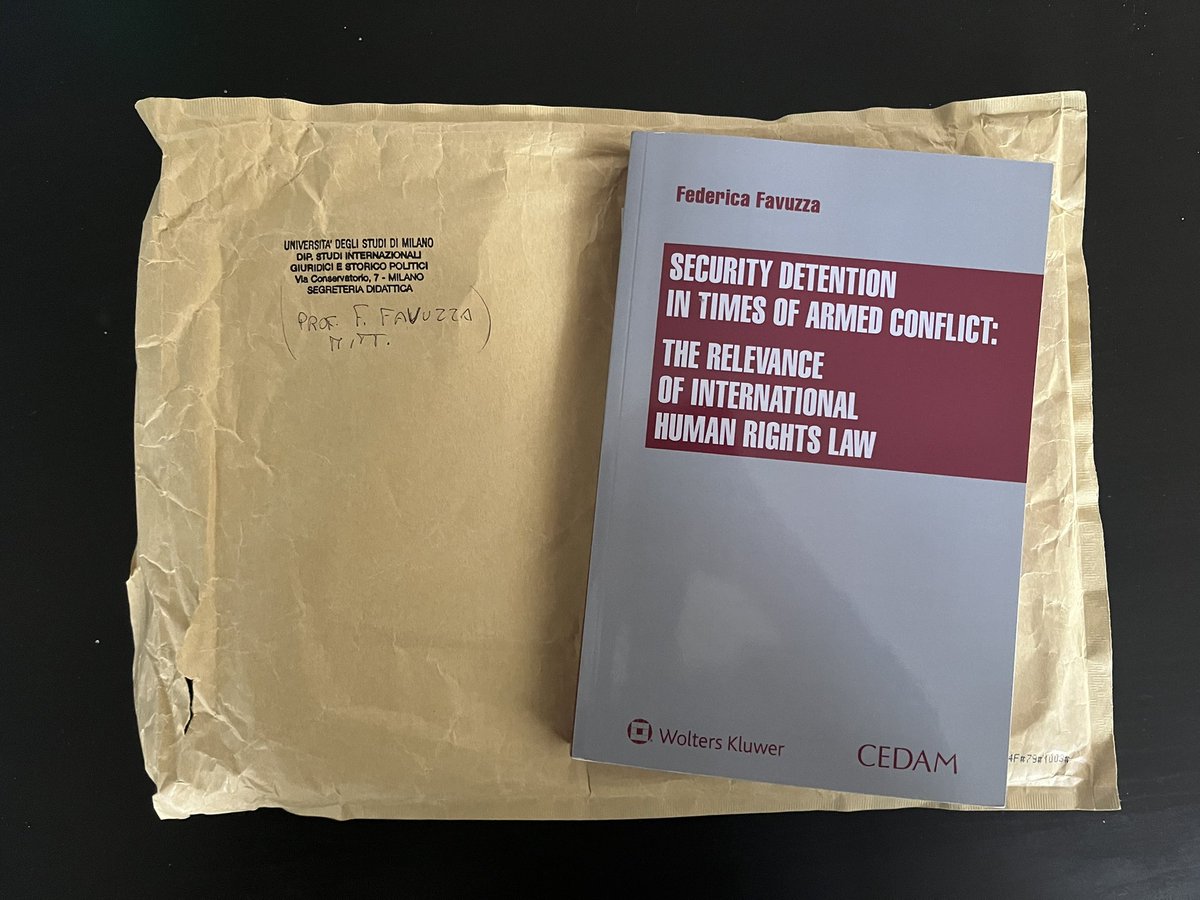 UNIVERSITA' DEGLI STUDI DI MILANO
DIP. STUDI INTERNAZIONALI
GIURIDICI E STORICO POLITICI
Via Conservatorio, 7 - MILANO
SEGRETERIA DIDATTICA
(PROF. F. FAVUZZA)
MITT.
Federica Favuzza
SECURITY DETENTION
IN TIMES OF ARMED CONFLICT:
THE RELEVANCE
OF INTERNATIONAL
HUMAN RIGHTS LAW
Wolters Kluwer
CEDAM